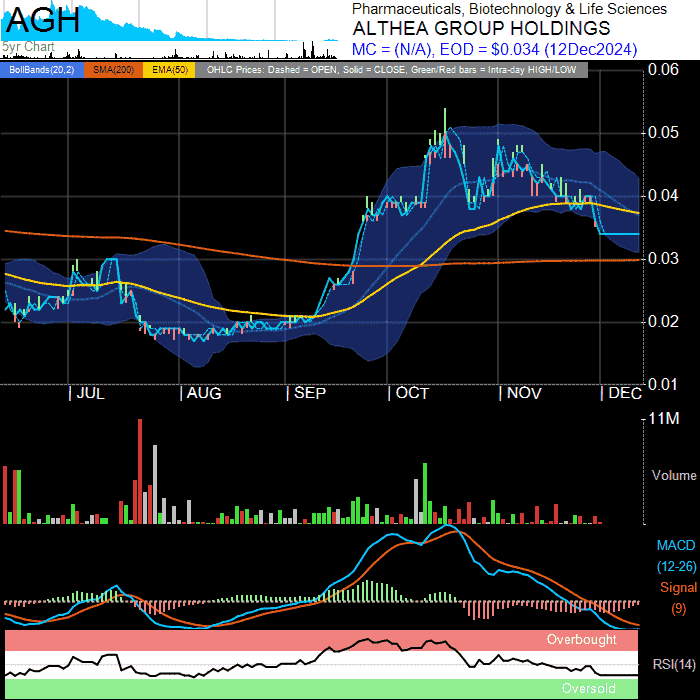 AGH
5yr Chart
Pharmaceuticals, Biotechnology & Life Sciences
ALTHEA GROUP HOLDINGS
MC = (N/A), EOD = $0.034 (12Dec2024)
BollBands(20,2) SMA(200) EMA(50) OHLC Prices: Dashed = OPEN, Solid = CLOSE, Green/Red bars = Intra-day HIGH/LOW
0.06
0.05
0.04
0.03
0.02
0.01
| JUL | AUG | SEP | OCT | NOV | DEC
11M
Volume
MACD
(12-26)
Signal
(9)
Overbought
RSI(14)
Oversold